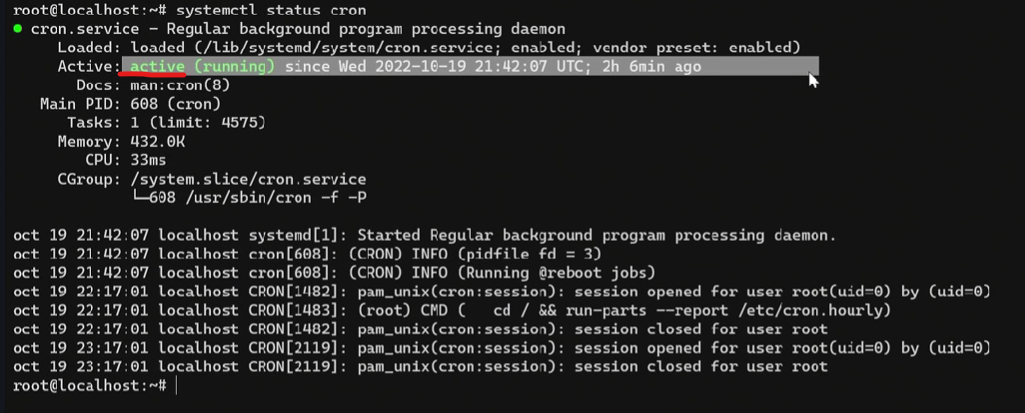 root@localhost:~# systemctl status cron
● cron.service – Regular background program processing daemon
Loaded: loaded (/lib/systemd/system/cron.service; enabled; vendor preset: enabled)
Active: active (running) since Wed 2022-10-19 21:42:07 UTC; 2h 6min ago
Docs: man:cron(8)
Main PID: 608 (cron)
Tasks: 1 (limit: 4575)
Memory: 432.0K
CPU: 33ms
CGroup: /system.slice/cron.service
└─608 /usr/sbin/cron -f -P
oct 19 21:42:07 localhost systemd[1]: Started Regular background program processing daemon.
oct 19 21:42:07 localhost cron[608]: (CRON) INFO (pidfile fd = 3)
oct 19 21:42:07 localhost cron[608]: (CRON) INFO (Running @reboot jobs)
oct 19 22:17:01 localhost CRON[1482]: pam_unix(cron:session): session opened for user root(uid=0) by (uid=0)
oct 19 22:17:01 localhost CRON[1483]: (root) CMD (   cd / && run-parts --report /etc/cron.hourly)
oct 19 22:17:01 localhost CRON[1482]: pam_unix(cron:session): session closed for user root
oct 19 23:17:01 localhost CRON[2119]: pam_unix(cron:session): session opened for user root(uid=0) by (uid=0)
oct 19 23:17:01 localhost CRON[2119]: pam_unix(cron:session): session closed for user root
root@localhost:~#